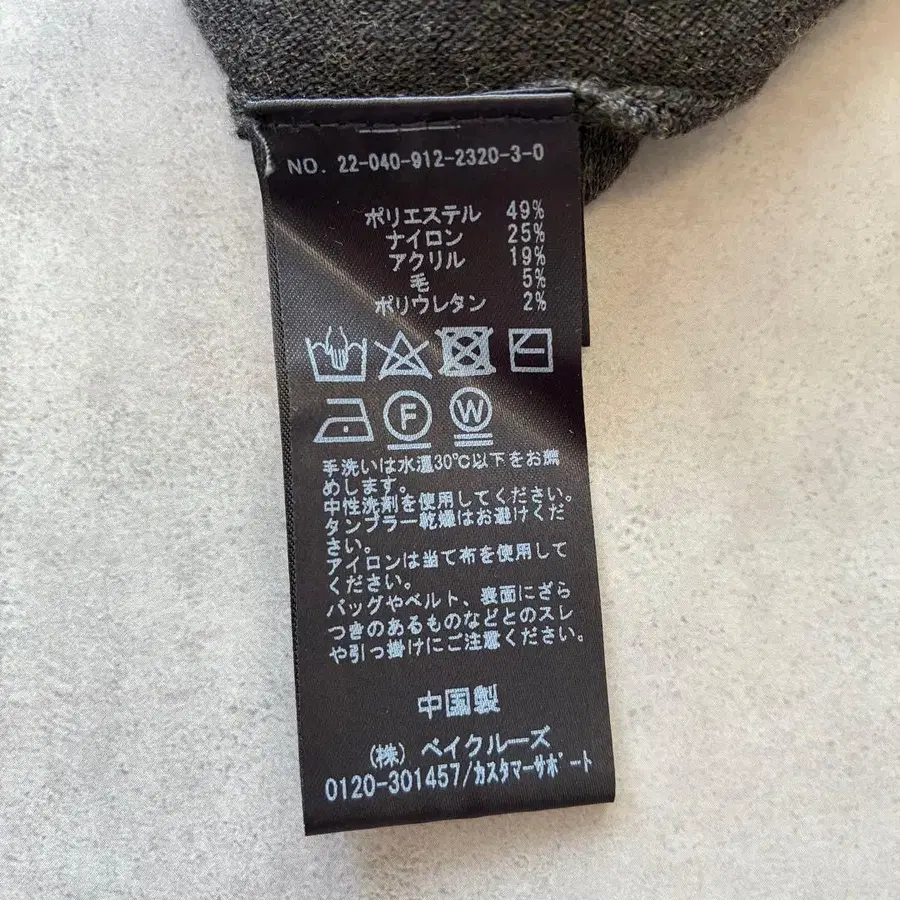 NO. 22-040-912-2320-3-0
ポリエステル 49%
ナイロン 25%
アクリル 19%
毛 5%
ポリウレタン 2%
F W
手洗いは水温30℃以下をお薦
めします。
中性洗剤を使用してください。
タンブラー乾燥はお避けくだ
さい。
アイロンは当て布を使用して
ください。
バッグやベルト、表面にざら
つきのあるものなどとのスレ
や引っ掛けにご注意ください。
中国製
(株) ベイクルーズ
0120-301457/カスタマーサポート